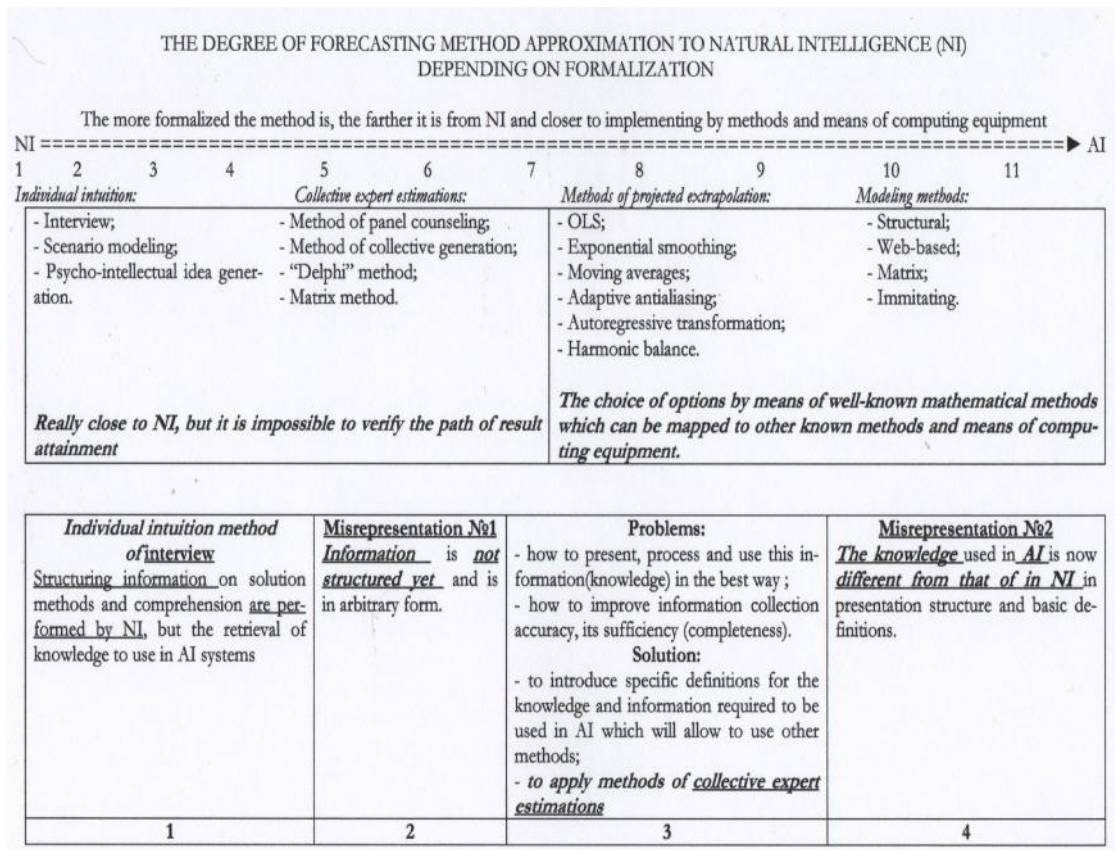 THE DEGREE OF FORECASTING METHOD APPROXIMATION TO NATURAL INTELLIGENCE (NI)
DEPENDING ON FORMALIZATION
The more formalized the method is, the farther it is from NI and closer to implementing by methods and means of computing equipment
NI ==================================================► AI
1 2 3 4 5 6 7 8 9 10 11
Individual intuition:
- Interview;
- Scenario modeling;
- Psycho-intellectual idea gener-
ation.
Collective expert estimations:
- Method of panel counseling;
- Method of collective generation;
- “Delphi” method;
- Matrix method.
Really close to NI, but it is impossible to verify the path of result
attainment
Methods of projected extrapolation:
- OLS;
- Exponential smoothing;
- Moving averages;
- Adaptive antialiasing;
- Autoregressive transformation;
- Harmonic balance.
Modeling methods:
- Structural;
- Web-based;
- Matrix;
- Immitating.
The choice of options by means of well-known mathematical methods
which can be mapped to other known methods and means of compu-
ting equipment.
Individual intuition method
of interview
Structuring information on solution
methods and comprehension are per-
formed by NI, but the retrieval of
knowledge to use in AI systems
1
Misrepresentation №1
Information is not
structured yet and is
in arbitrary form.
2
Problems:
- how to present, process and use this in-
formation(knowledge) in the best way ;
- how to improve information collection
accuracy, its sufficiency (completeness).
Solution:
- to introduce specific definitions for the
knowledge and information required to be
used in AI which will allow to use other
methods;
- to apply methods of collective expert
estimations
3
Misrepresentation №2
The knowledge used in AI is now
different from that of in NI in
presentation structure and basic de-
finitions.
4